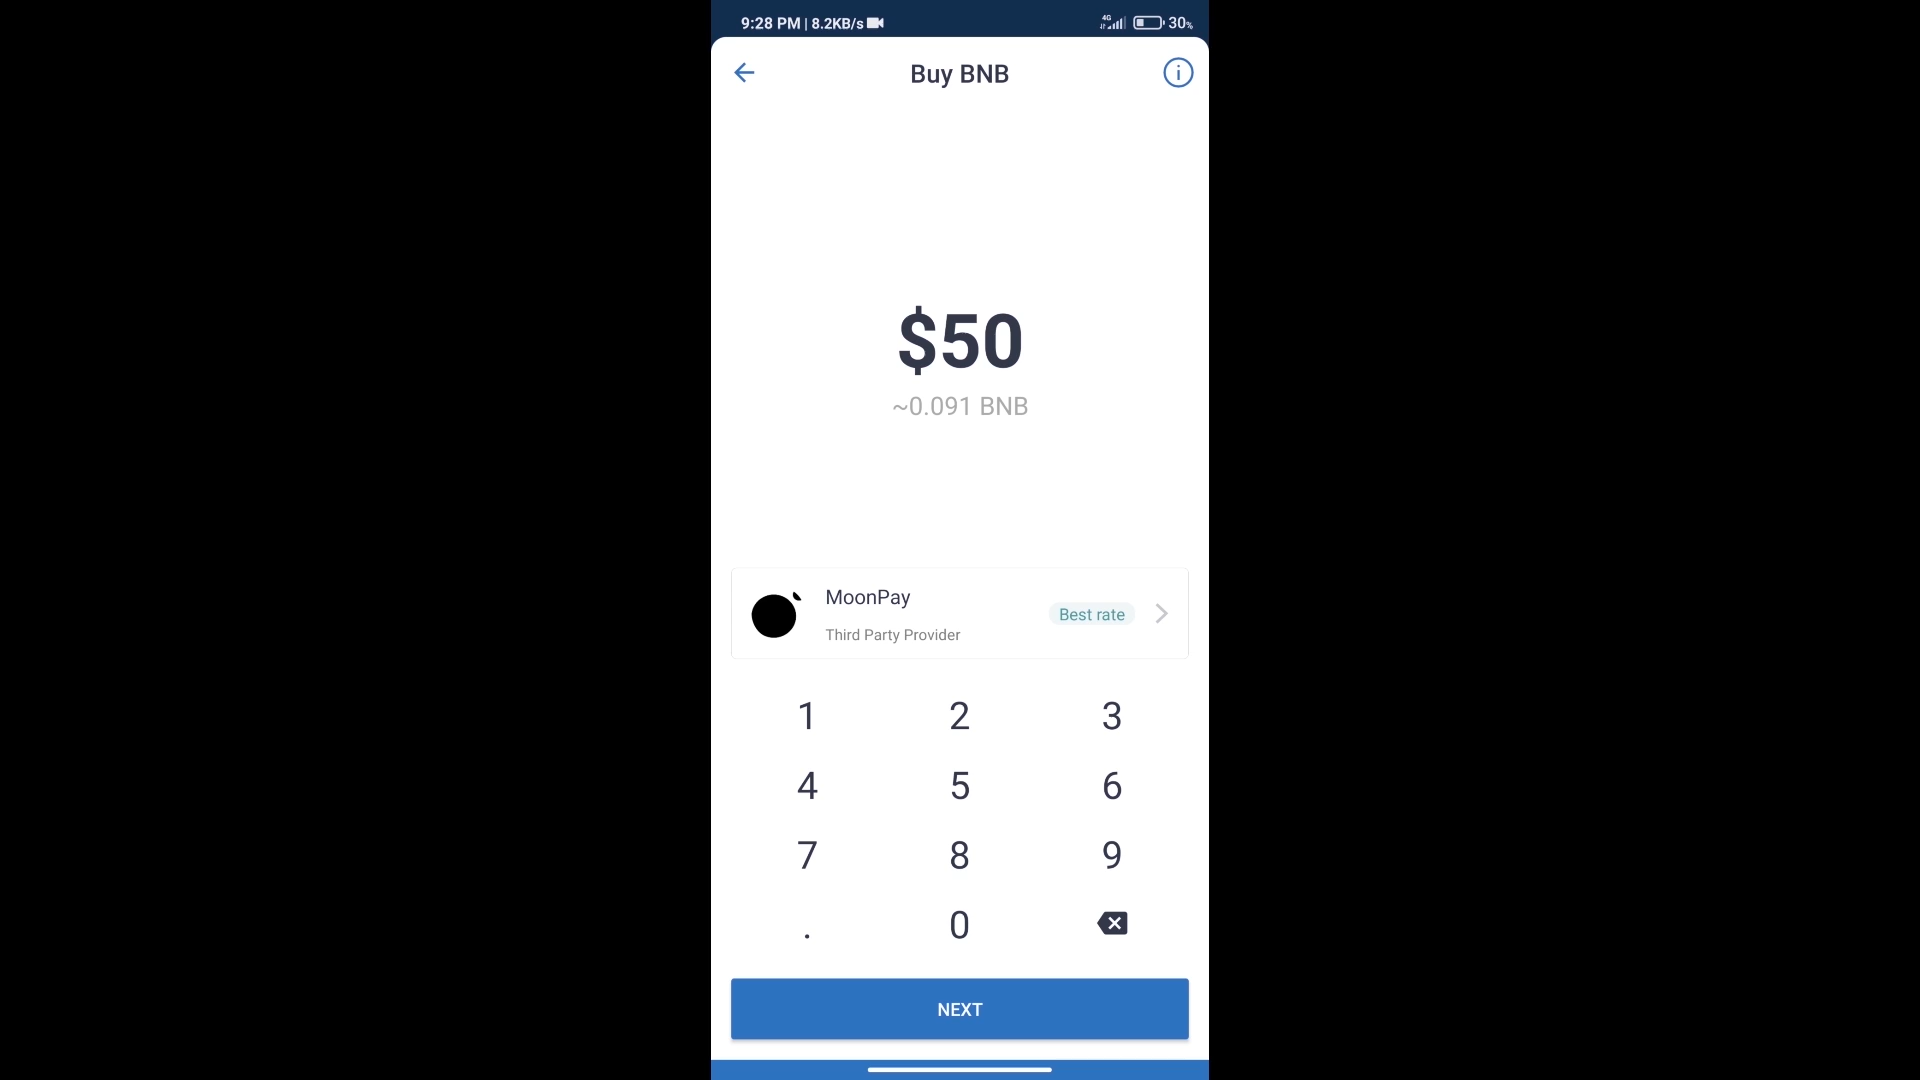 9:28 PM | 8.2KB/s 4G 30%
Buy BNB
$50
~0.091 BNB
MoonPay
Best rate
Third Party Provider
1 2 3
4 5 6
7 8 9
. 0
NEXT